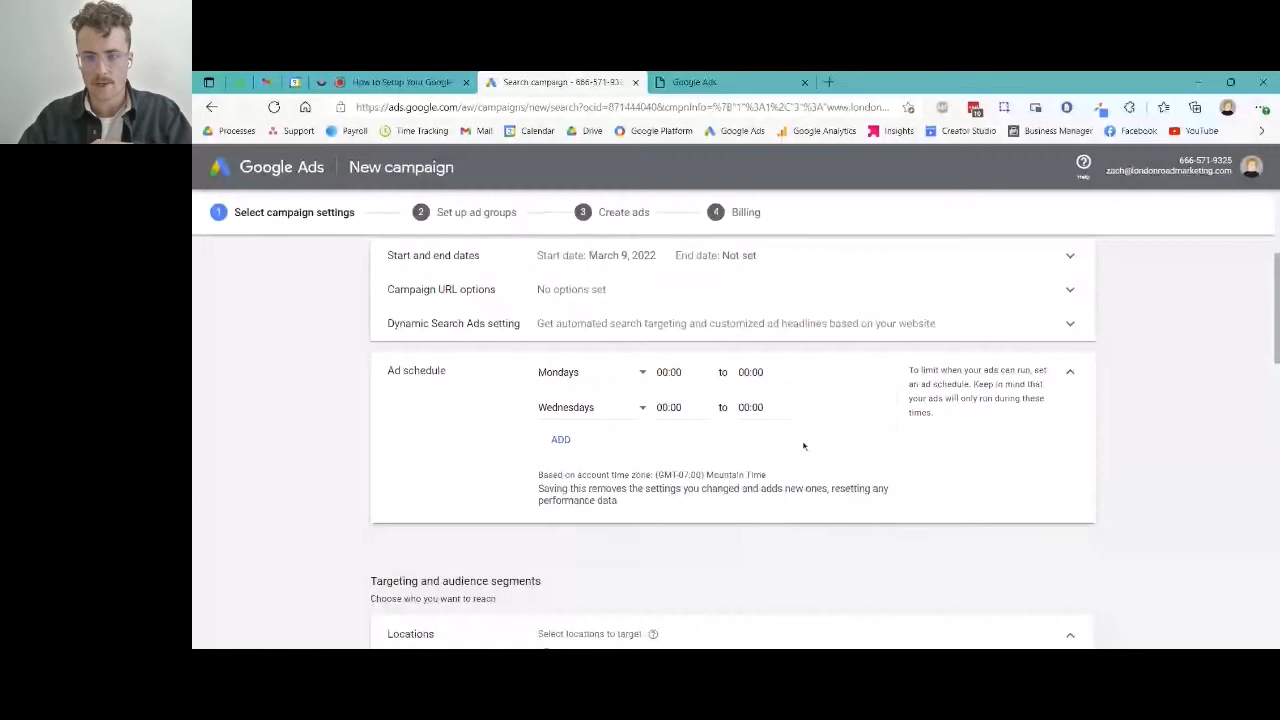 How to Setup Your Google
Search campaign - 666-571-93
Google Ads
https://ads.google.com/aw/campaigns/new/search?ocid=871444040&cmpnInfo=%7B"1"%3A1%2C"3"%3A"www.london...
10
Processes Support Payroll Time Tracking Mail Calendar Drive Google Platform Google Ads Google Analytics Insights Creator Studio Business Manager Facebook YouTube
Google Ads New campaign
Help
666-571-9325
zach@londonroadmarketing.com
1 Select campaign settings 2 Set up ad groups 3 Create ads 4 Billing
Start and end dates Start date: March 9, 2022 End date: Not set
Campaign URL options No options set
Dynamic Search Ads setting Get automated search targeting and customized ad headlines based on your website
Ad schedule Mondays 00:00 to 00:00
Wednesdays 00:00 to 00:00
ADD
To limit when your ads can run, set
an ad schedule. Keep in mind that
your ads will only run during these
times.
Based on account time zone: (GMT-07:00) Mountain Time
Saving this removes the settings you changed and adds new ones, resetting any
performance data
Targeting and audience segments
Choose who you want to reach
Locations Select locations to target